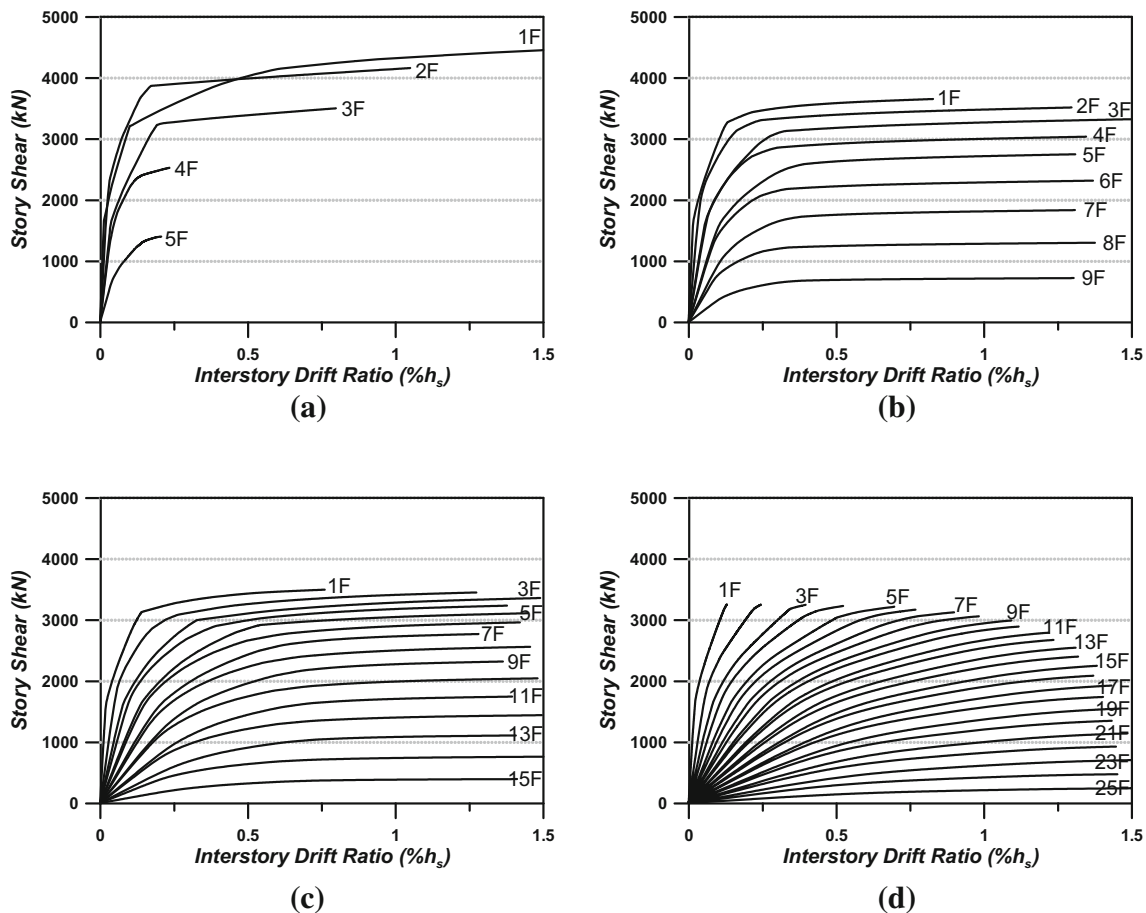 5000
4000
3000
2000
1000
0
Story Shear (kN)
1F
2F
3F
4F
5F
0
0.5
1
1.5
Interstory Drift Ratio (%hs)
(a)
5000
4000
3000
2000
1000
0
Story Shear (kN)
1F
2F
3F
4F
5F
6F
7F
8F
9F
0
0.5
1
1.5
Interstory Drift Ratio (%hs)
(b)
5000
4000
3000
2000
1000
0
Story Shear (kN)
1F
3F
5F
7F
9F
11F
13F
15F
0
0.5
1
1.5
Interstory Drift Ratio (%hs)
(c)
5000
4000
3000
2000
1000
0
Story Shear (kN)
1F
3F
5F
7F
9F
11F
13F
15F
17F
19F
21F
23F
25F
0
0.5
1
1.5
Interstory Drift Ratio (%hs)
(d)